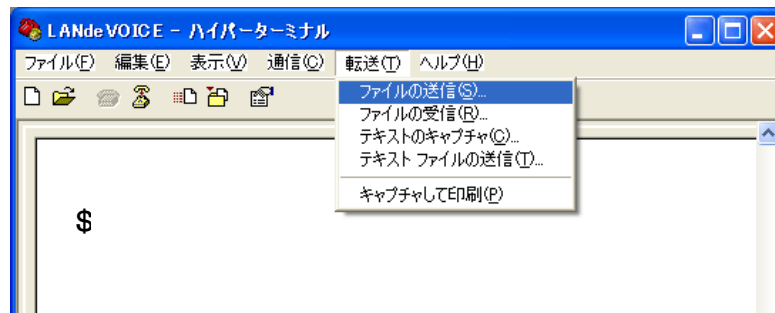 LANdeVOICE - ハイパーターミナル
ファイル(F) 編集(E) 表示(V) 通信(C) 転送(T) ヘルプ(H)
ファイルの送信(S)...
ファイルの受信(R)...
テキストのキャプチャ(C)...
テキスト ファイルの送信(T)...
キャプチャして印刷(P)
$